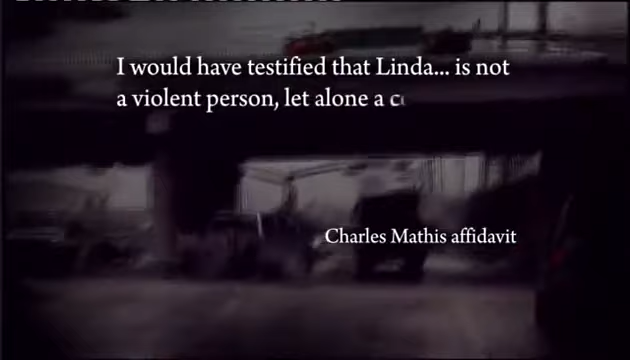 I would have testified that Linda... is not
a violent person, let alone a
Charles Mathis affidavit